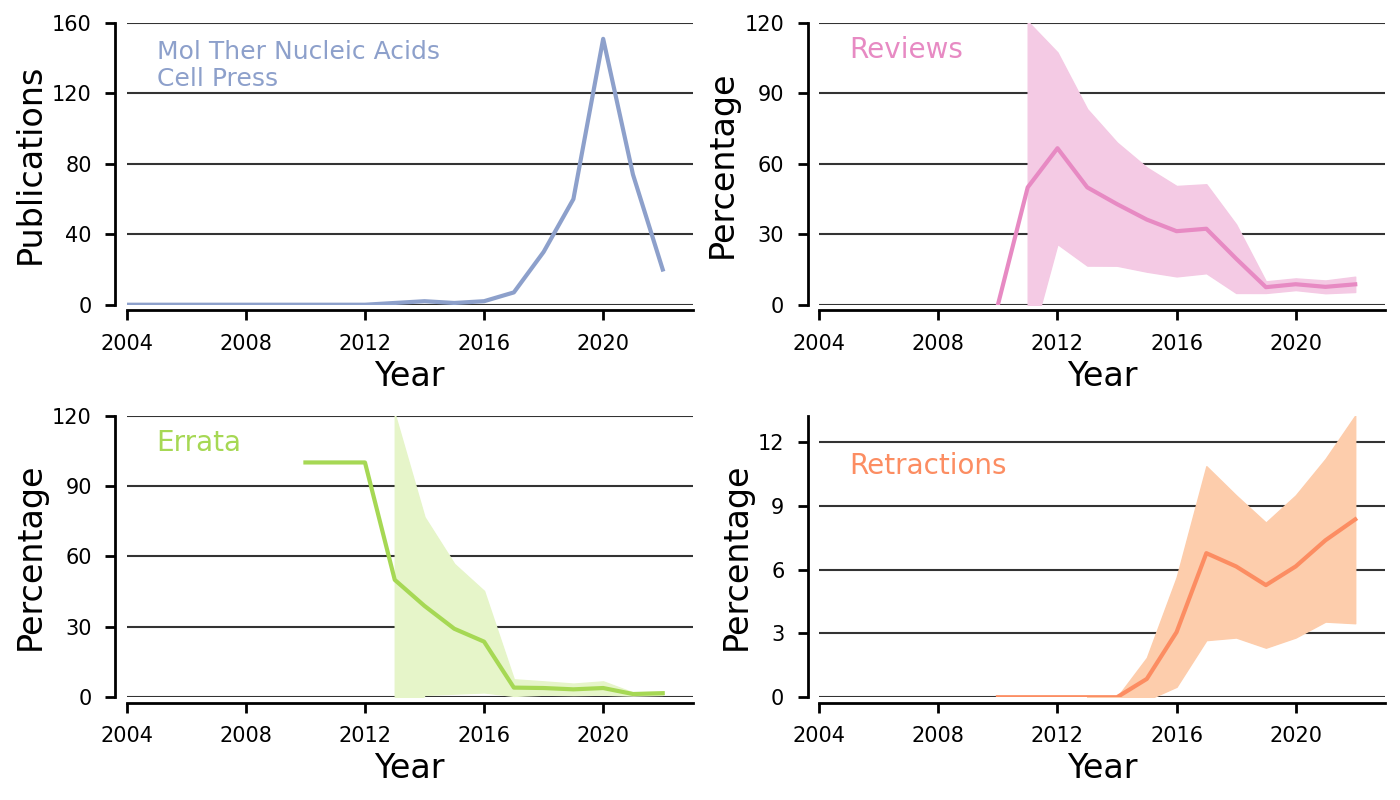 160
120
80
40
0
Publications
Mol Ther Nucleic Acids
Cell Press
2004 2008 2012 2016 2020
Year
120
90
60
30
0
Percentage
Reviews
2004 2008 2012 2016 2020
Year
120
90
60
30
0
Percentage
Errata
2004 2008 2012 2016 2020
Year
12
9
6
3
0
Percentage
Retractions
2004 2008 2012 2016 2020
Year